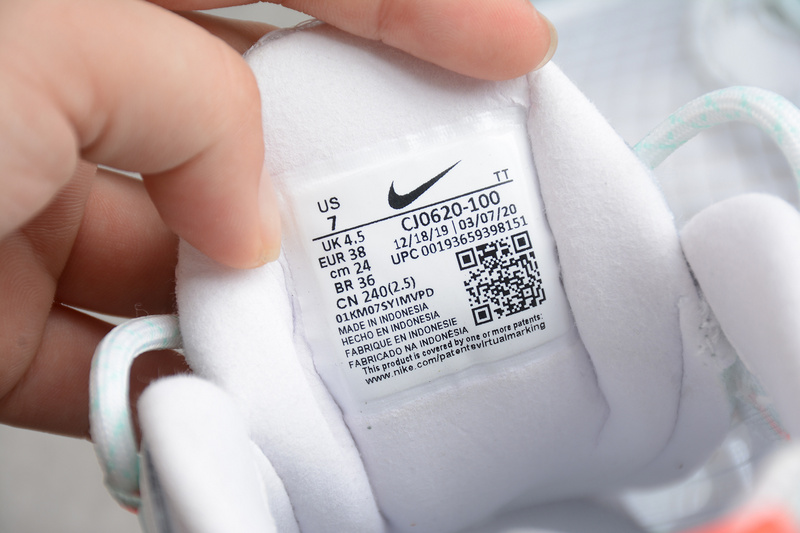 US
7
TT
CJ0620-100
UK 4.5
12/18/19 | 03/07/20
EUR 38
UPC 00193659398151
cm 24
BR 36
CN 240(2.5)
01KM07SYIMVPD
MADE IN INDONESIA
HECHO EN INDONESIA
FABRIQUE EN INDONESIE
FABRICADO NA INDONÉSIA
This product is covered by one or more patents:
www.nike.com/patentsvirtualmarking